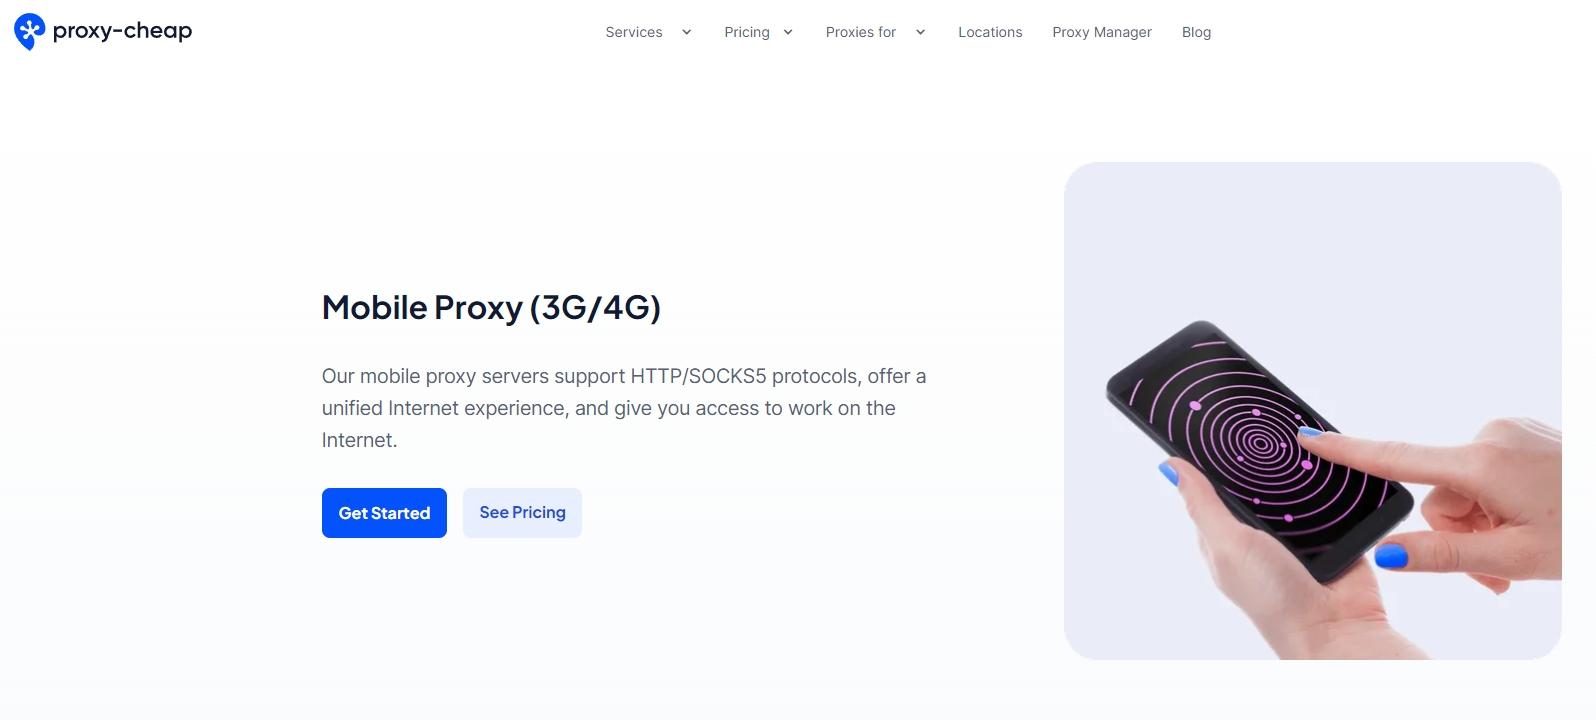 proxy-cheap
Services
Pricing
Proxies for
Locations
Proxy Manager
Blog
Mobile Proxy (3G/4G)
Our mobile proxy servers support HTTP/SOCKS5 protocols, offer a
unified Internet experience, and give you access to work on the
Internet.
Get Started
See Pricing